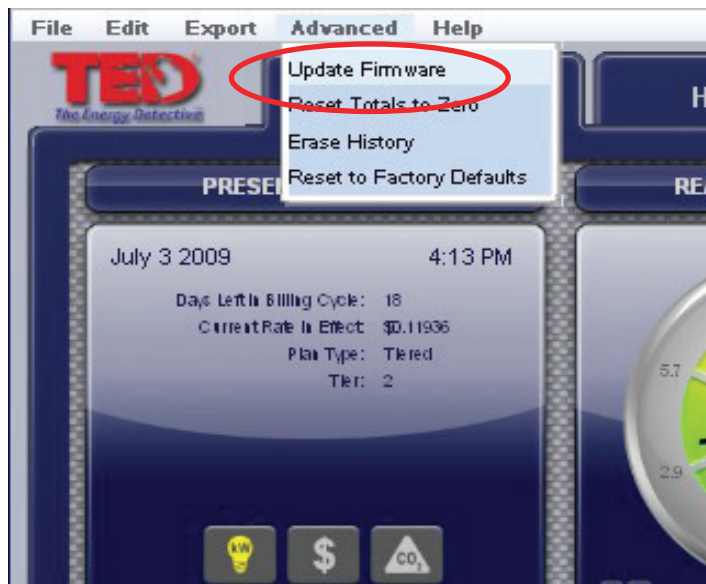 File Edit Export Advanced Help
TED
The Energy Detective
Update Firmware
Reset Totals to Zero
Erase History
Reset to Factory Defaults
H
PRESE
RE
July 3 2009 4:13 PM
Days Left In Billing Cycle: 18
Current Rate In Effect: $0.11936
Plan Type: Tiered
Tier: 2
5.7
2.9
kW
$
CO₂